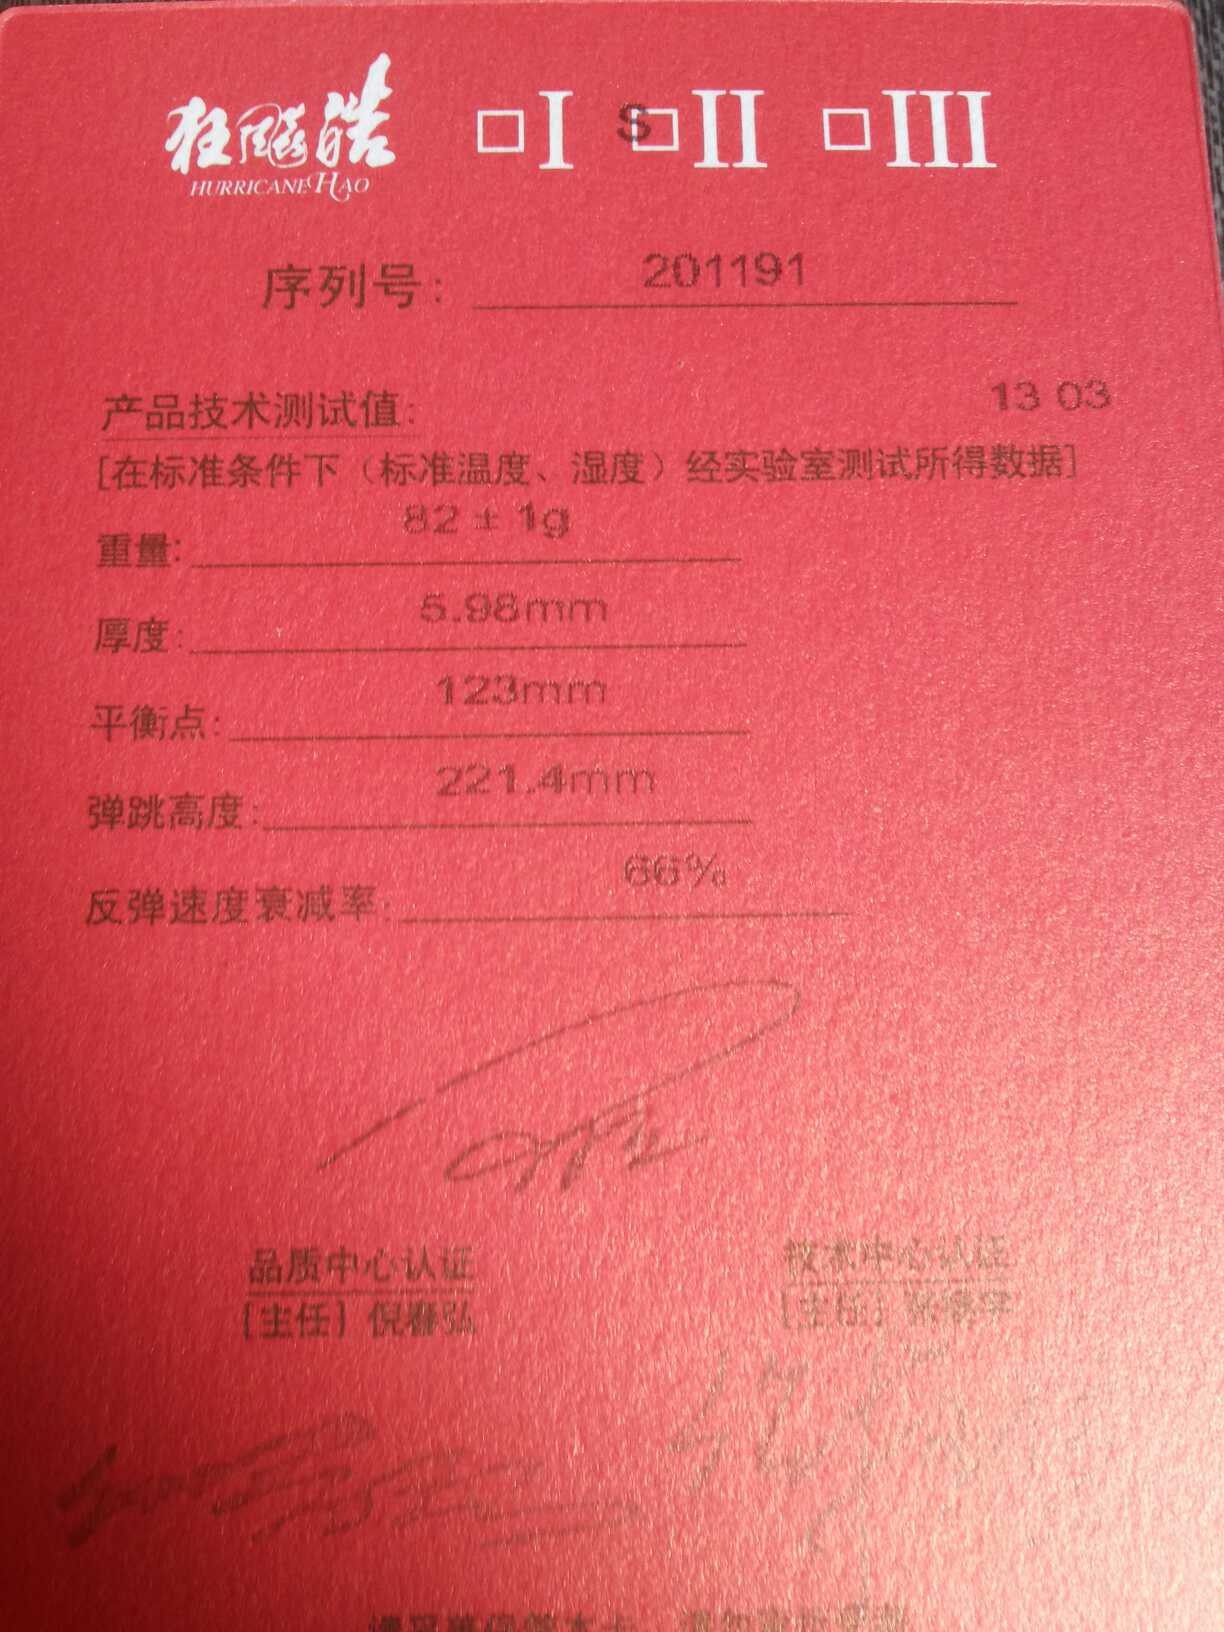 狂飚皓 □I S□II □III
HURRICANE HAO
序列号: 201191
产品技术测试值: 13 03
[在标准条件下（标准温度、湿度）经实验室测试所得数据]
重量: 82 ± 1g
厚度: 5.98mm
平衡点: 123mm
弹跳高度: 221.4mm
反弹速度衰减率: 66%
品质中心认证 技术中心认证
[主任] 倪春弘 [主任]